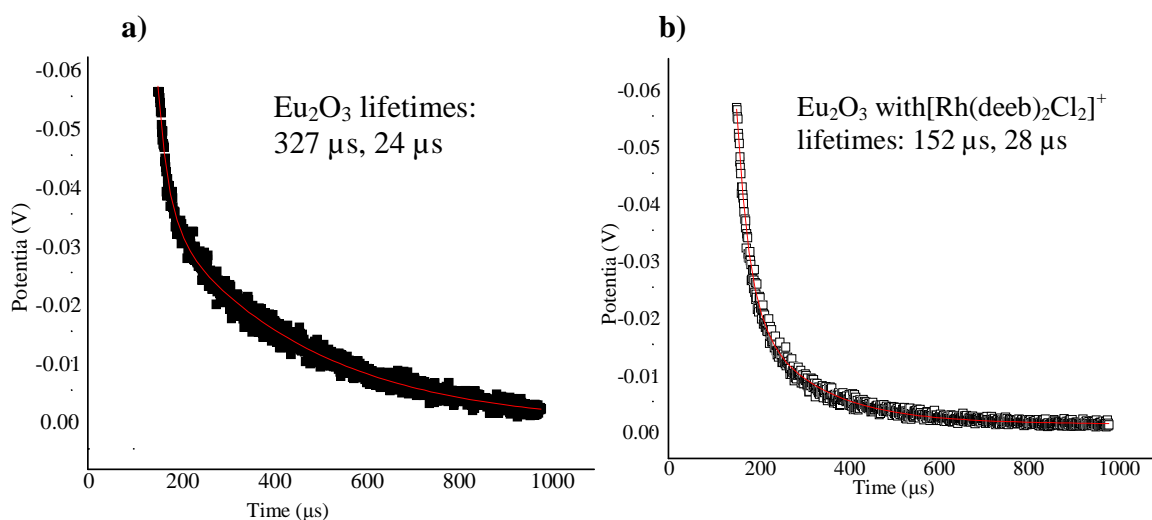 a)
Eu₂O₃ lifetimes:
327 µs, 24 µs
-0.06
-0.05
-0.04
-0.03
-0.02
-0.01
0.00
Potentia (V)
0 200 400 600 800 1000
Time (µs)
b)
Eu₂O₃ with[Rh(deeb)₂Cl₂]⁺
lifetimes: 152 µs, 28 µs
-0.06
-0.05
-0.04
-0.03
-0.02
-0.01
0.00
Potentia (V)
0 200 400 600 800 1000
Time (µs)